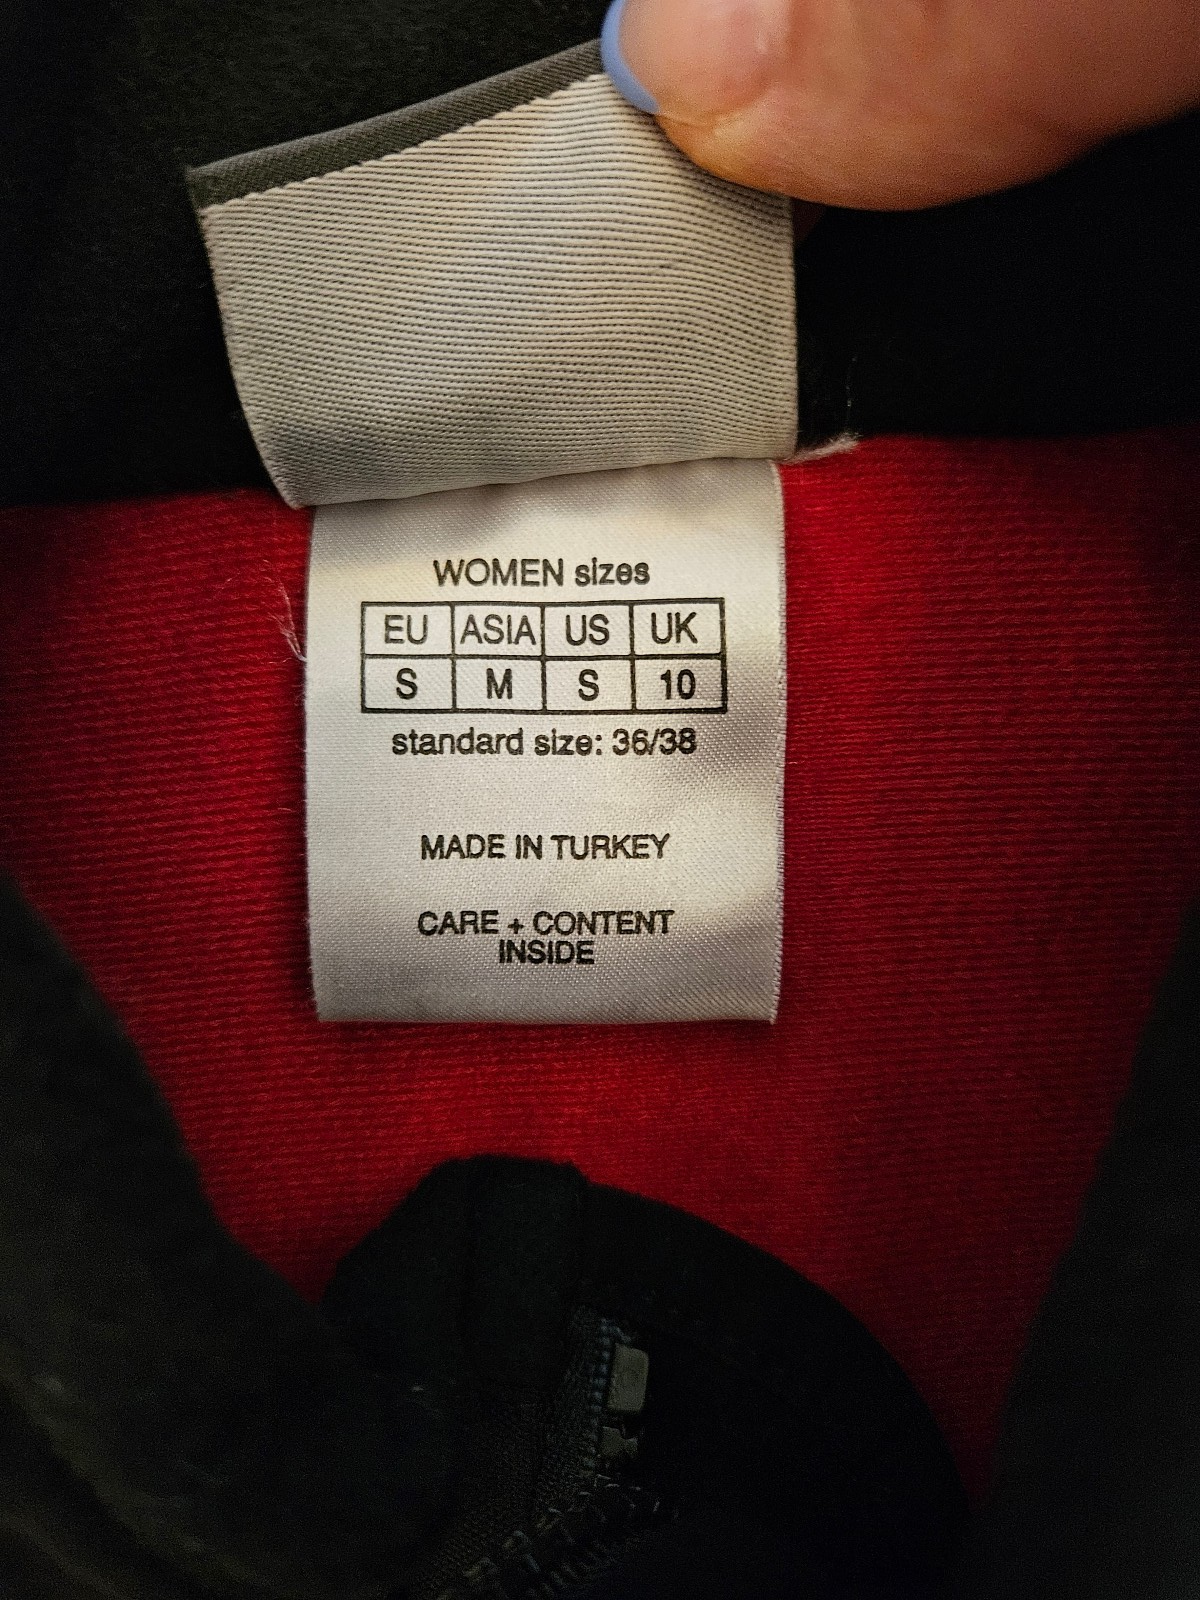 WOMEN sizes
EU ASIA US UK
S M S 10
standard size: 36/38
MADE IN TURKEY
CARE + CONTENT
INSIDE